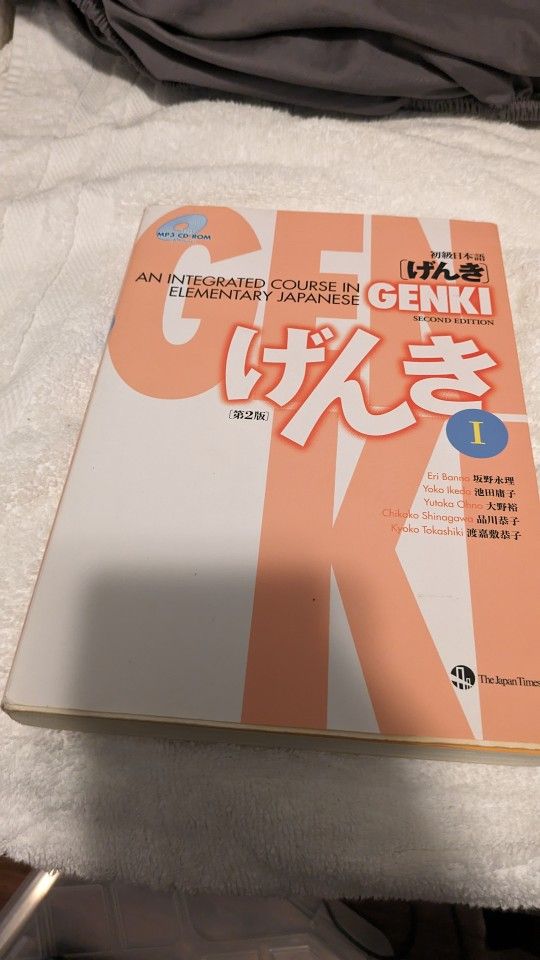 MP3 CD-ROM
初級日本語
[げんき]
AN INTEGRATED COURSE IN
ELEMENTARY JAPANESE
GENKI
SECOND EDITION
GENKI
げんき
[第2版]
I
Eri Banno 坂野永理
Yoko Ikeda 池田庸子
Yutaka Ohno 大野裕
Chikako Shinagawa 品川恭子
Kyoko Tokashiki 渡嘉敷恭子
The Japan Times